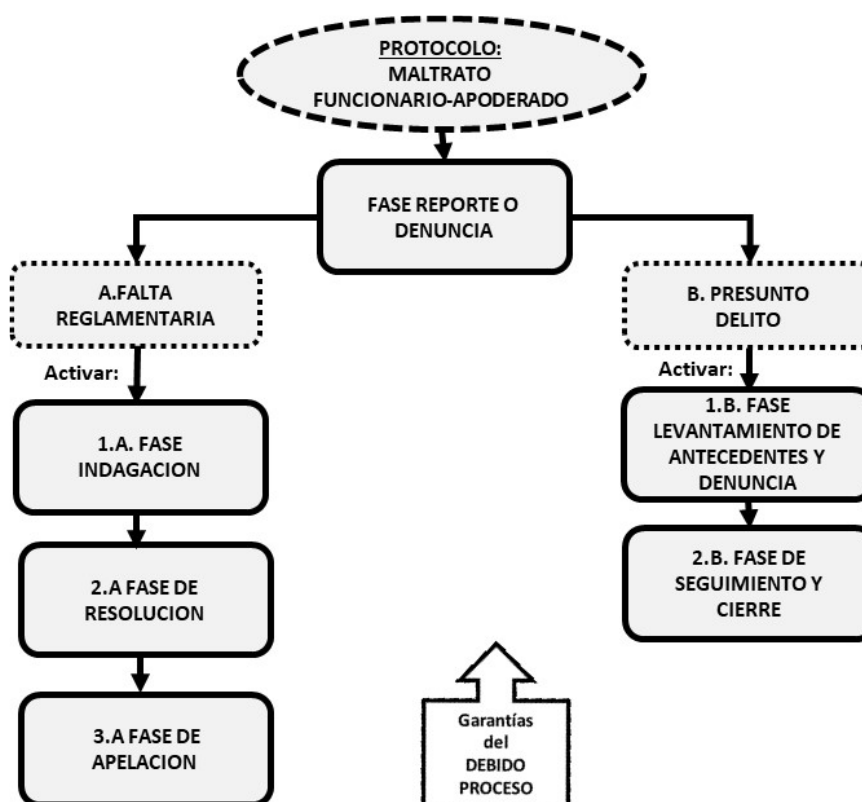 PROTOCOLO:
MALTRATO
FUNCIONARIO-APODERADO
FASE REPORTE O
DENUNCIA
A.FALTA
REGLAMENTARIA
B. PRESUNTO
DELITO
Activar:
Activar:
1.A. FASE
INDAGACION
1.B. FASE
LEVANTAMIENTO DE
ANTECEDENTES Y
DENUNCIA
2.A FASE DE
RESOLUCION
2.B. FASE DE
SEGUIMIENTO Y
CIERRE
3.A FASE DE
APELACION
Garantías
del
DEBIDO
PROCESO